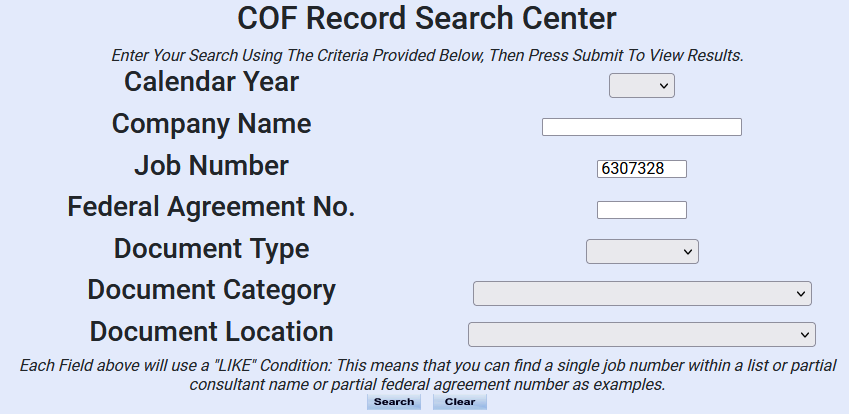 COF Record Search Center
Enter Your Search Using The Criteria Provided Below, Then Press Submit To View Results.
Calendar Year
Company Name
Job Number 6307328
Federal Agreement No.
Document Type
Document Category
Document Location
Each Field above will use a "LIKE" Condition: This means that you can find a single job number within a list or partial
consultant name or partial federal agreement number as examples.
Search Clear